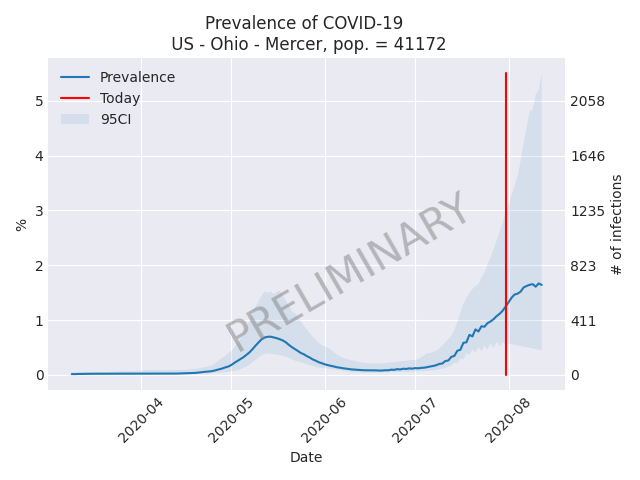 Prevalence of COVID-19
US - Ohio - Mercer, pop. = 41172
Prevalence
Today
95CI
%
5
4
3
2
1
0
2058
1646
1235
823
411
0
# of infections
PRELIMINARY
2020-04
2020-05
2020-06
2020-07
2020-08
Date